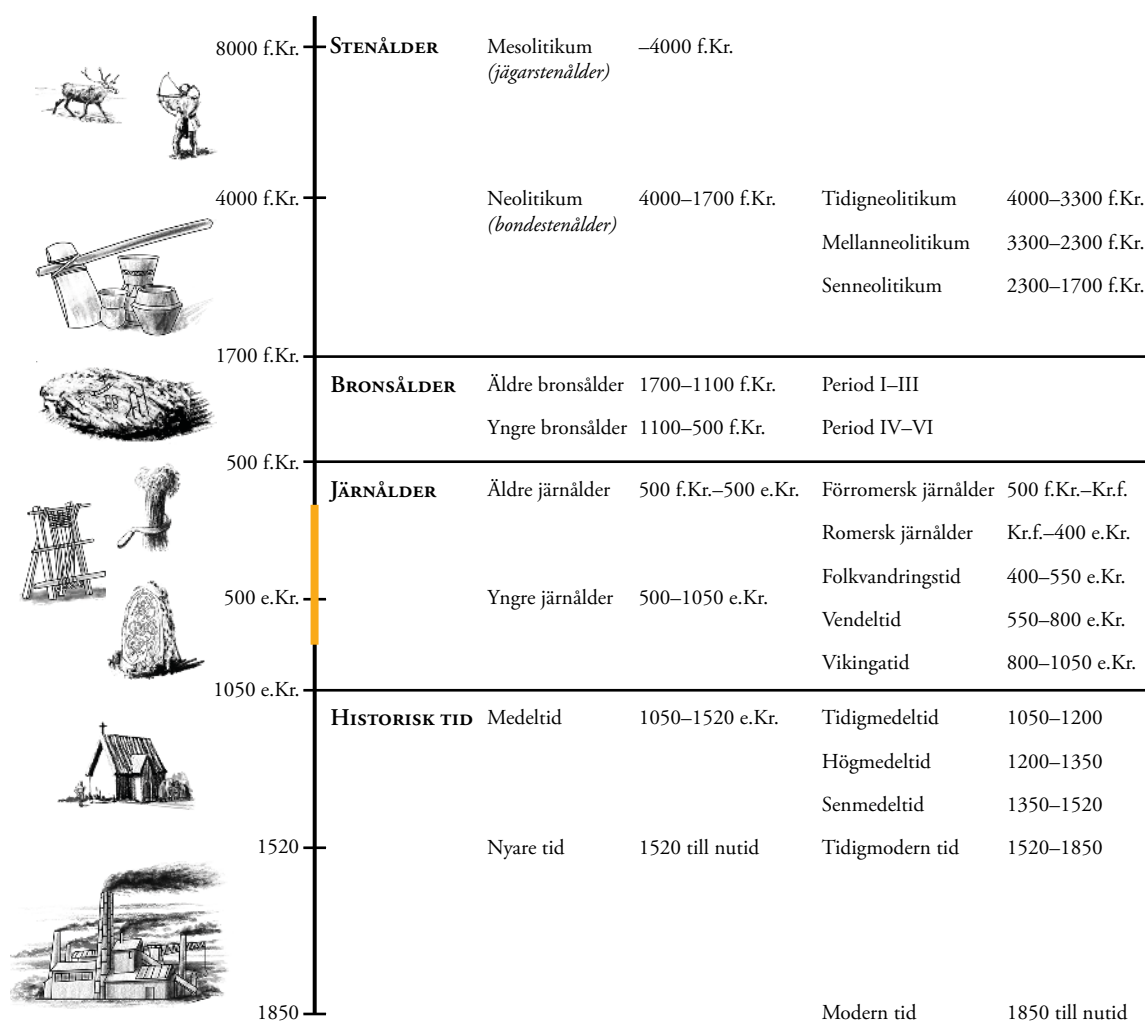 8000 f.Kr. STENÅLDER Mesolitikum –4000 f.Kr.
(jägarstenålder)
4000 f.Kr. Neolitikum 4000–1700 f.Kr. Tidigneolitikum 4000–3300 f.Kr.
(bondestenålder)
Mellanneolitikum 3300–2300 f.Kr.
Senneolitikum 2300–1700 f.Kr.
1700 f.Kr.
BRONSÅLDER Äldre bronsålder 1700–1100 f.Kr. Period I–III
Yngre bronsålder 1100–500 f.Kr. Period IV–VI
500 f.Kr.
JÄRNÅLDER Äldre järnålder 500 f.Kr.–500 e.Kr. Förromersk järnålder 500 f.Kr.–Kr.f.
Romersk järnålder Kr.f.–400 e.Kr.
Folkvandringstid 400–550 e.Kr.
500 e.Kr. Yngre järnålder 500–1050 e.Kr.
Vendeltid 550–800 e.Kr.
Vikingatid 800–1050 e.Kr.
1050 e.Kr.
HISTORISK TID Medeltid 1050–1520 e.Kr. Tidigmedeltid 1050–1200
Högmedeltid 1200–1350
Senmedeltid 1350–1520
1520 Nyare tid 1520 till nutid Tidigmodern tid 1520–1850
1850 Modern tid 1850 till nutid